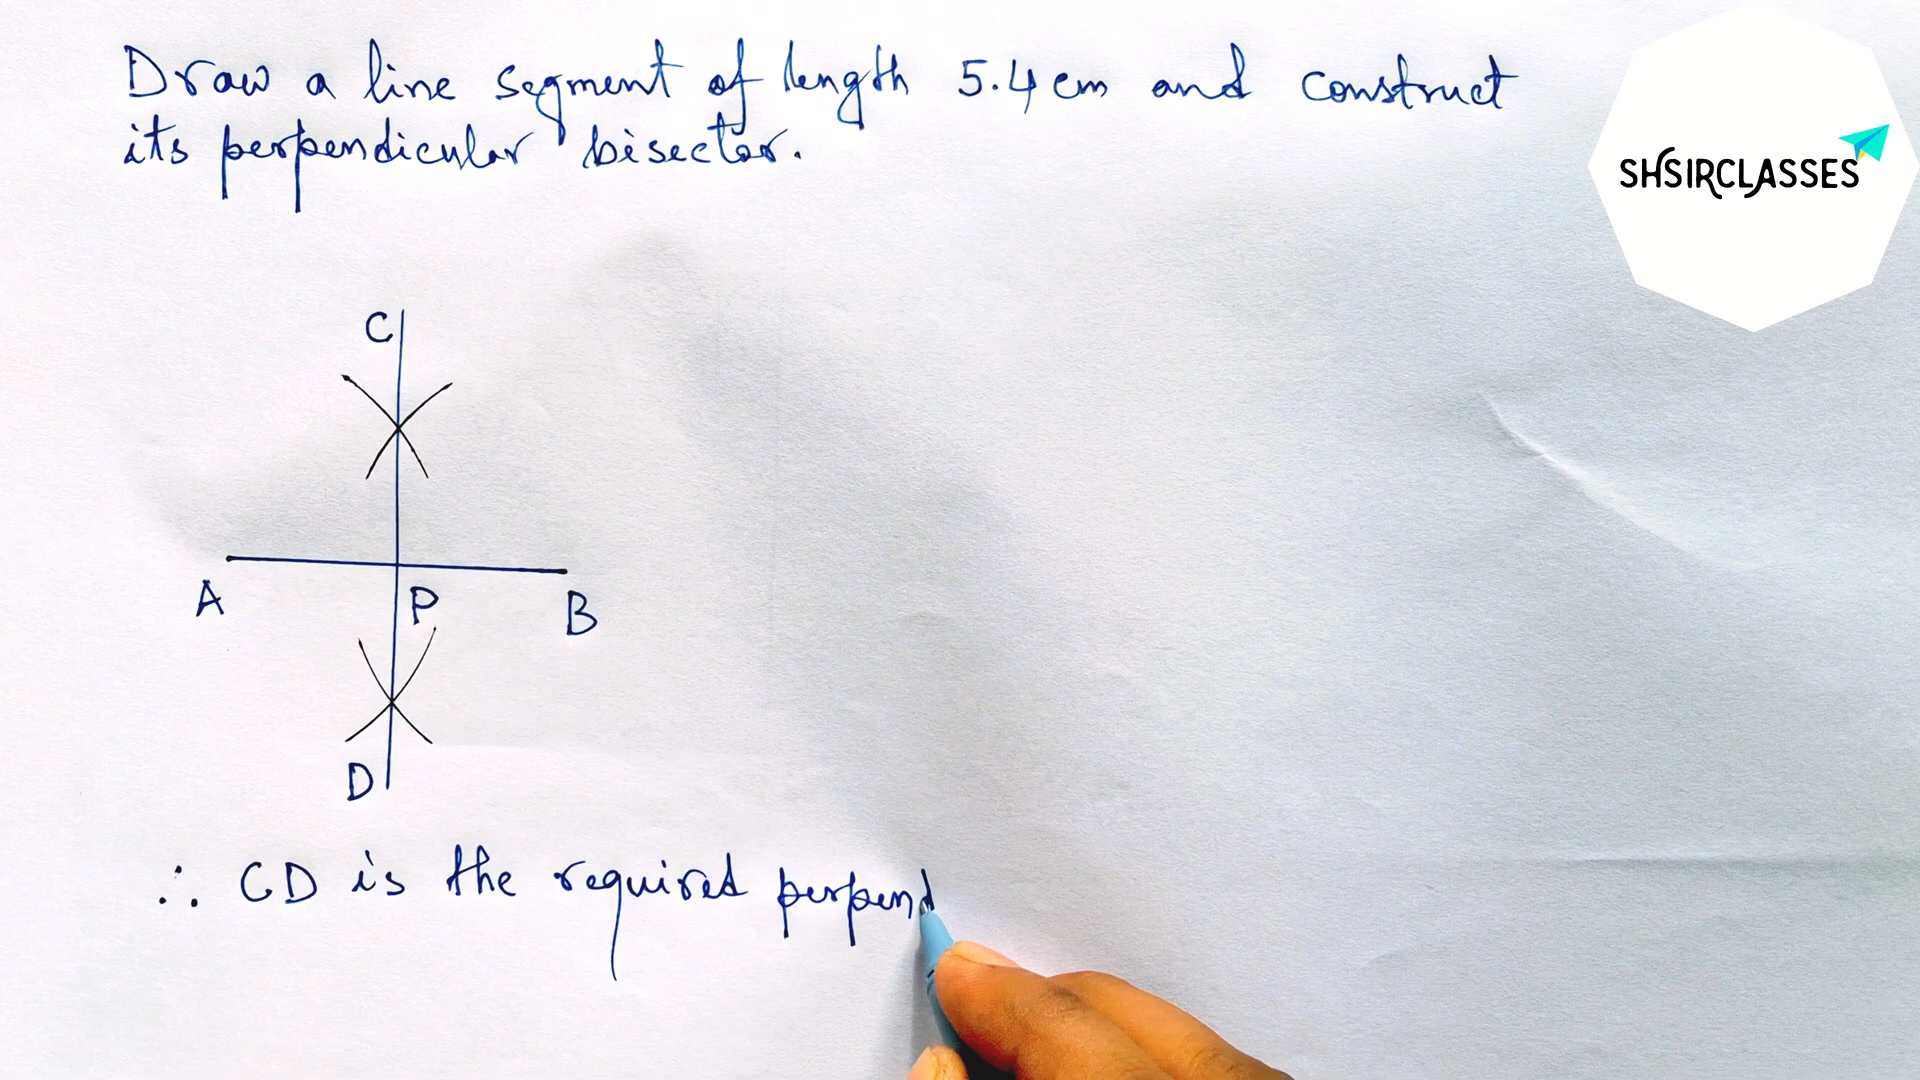 Draw a line segment of length 5.4 cm and construct
its perpendicular bisector.
SHSIRCLASSES
C
A P B
D
∴ CD is the required perpend